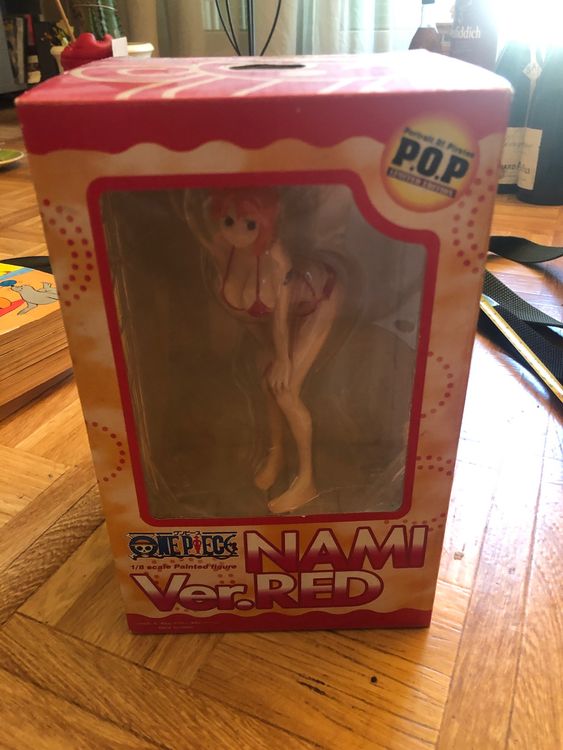 Portrait Of Pirates
P.O.P
LIMITED EDITION
ONE PIECE
NAMI
1/8 scale Painted figure
Ver.RED